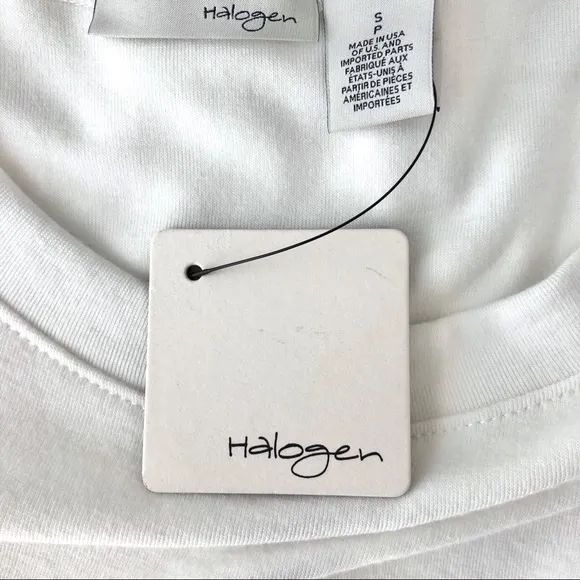 Halogen
S
P
MADE IN USA
OF U.S. AND
IMPORTED PARTS
FABRIQUÉ AUX
ÉTATS-UNIS À
PARTIR DE PIÈCES
AMÉRICAINES ET
IMPORTÉES
Halogen